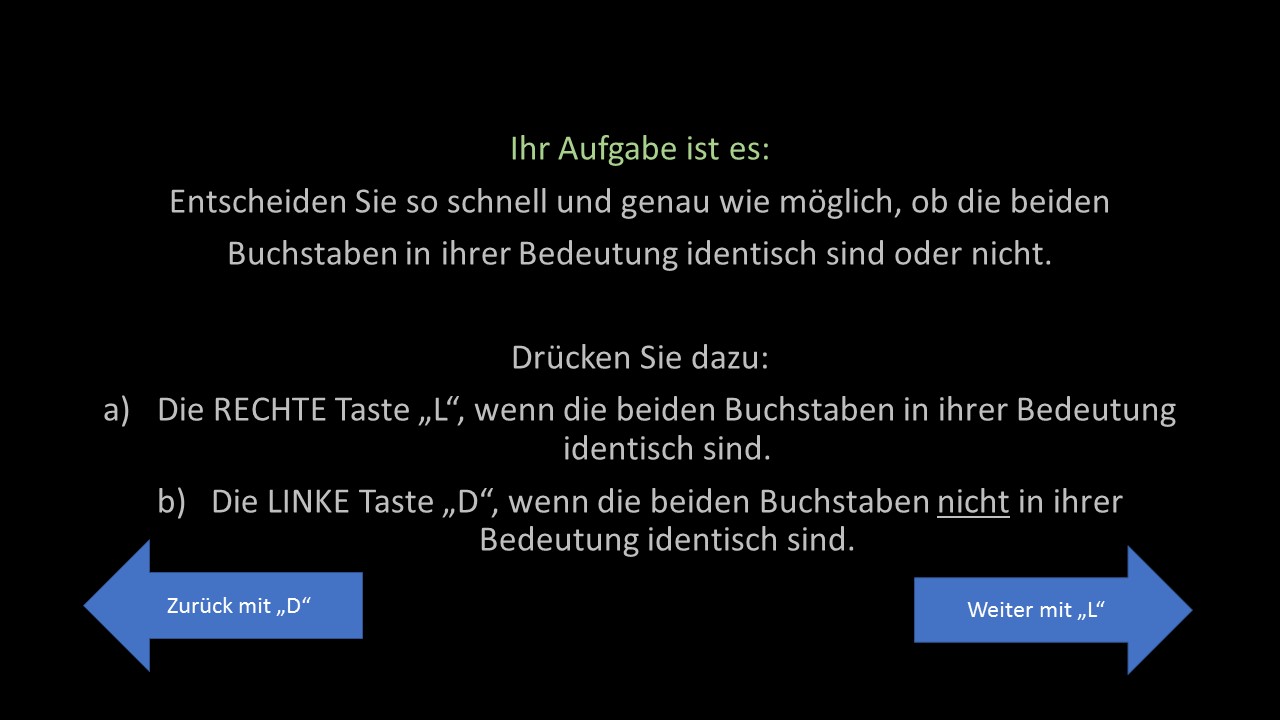 Ihr Aufgabe ist es:
Entscheiden Sie so schnell und genau wie möglich, ob die beiden
Buchstaben in ihrer Bedeutung identisch sind oder nicht.
Drücken Sie dazu:
a) Die RECHTE Taste „L“, wenn die beiden Buchstaben in ihrer Bedeutung
identisch sind.
b) Die LINKE Taste „D“, wenn die beiden Buchstaben nicht in ihrer
Bedeutung identisch sind.
Zurück mit „D“
Weiter mit „L“